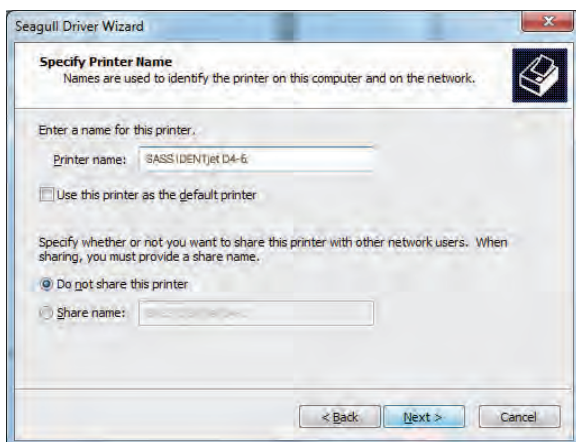 Seagull Driver Wizard
Specify Printer Name
Names are used to identify the printer on this computer and on the network.
Enter a name for this printer.
Printer name: SASS IDENTjet D4-6
Use this printer as the default printer
Specify whether or not you want to share this printer with other network users. When
sharing, you must provide a share name.
Do not share this printer
Share name:
< Back Next > Cancel